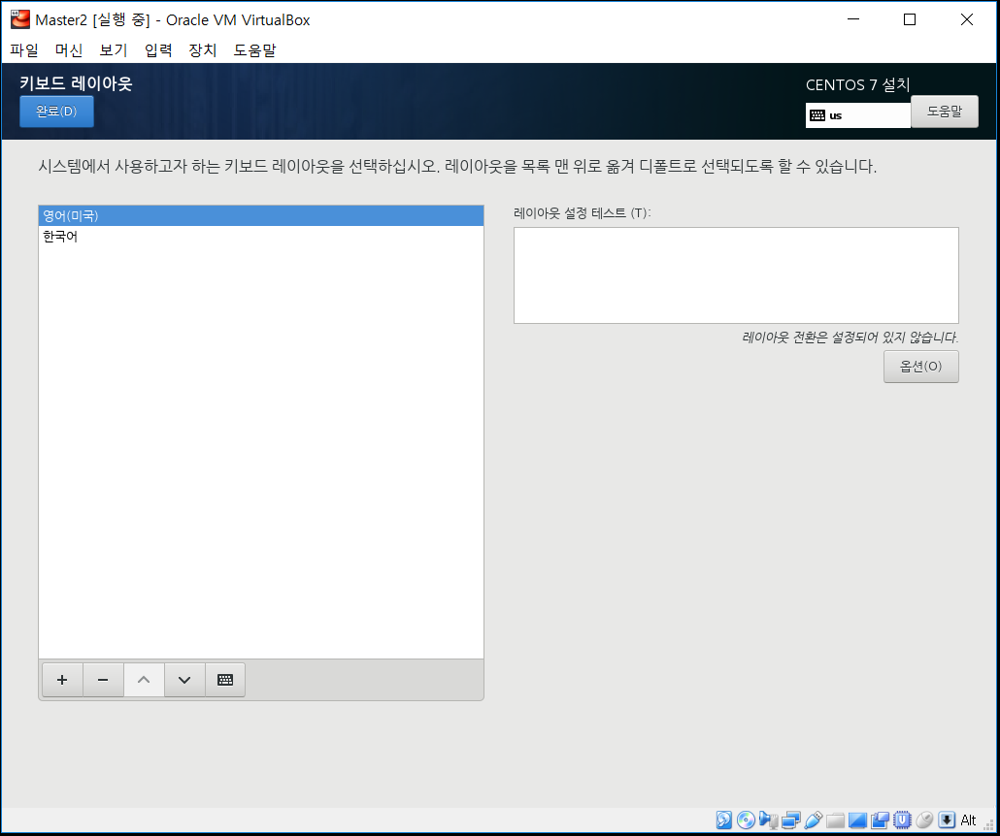 Master2 [실행 중] - Oracle VM VirtualBox
파일 머신 보기 입력 장치 도움말
키보드 레이아웃
완료(D)
CENTOS 7 설치
us
도움말
시스템에서 사용하고자 하는 키보드 레이아웃을 선택하십시오. 레이아웃을 목록 맨 위로 옮겨 디폴트로 선택되도록 할 수 있습니다.
영어(미국)
한국어
레이아웃 설정 테스트 (T):
레이아웃 전환은 설정되어 있지 않습니다.
옵션(O)
Alt